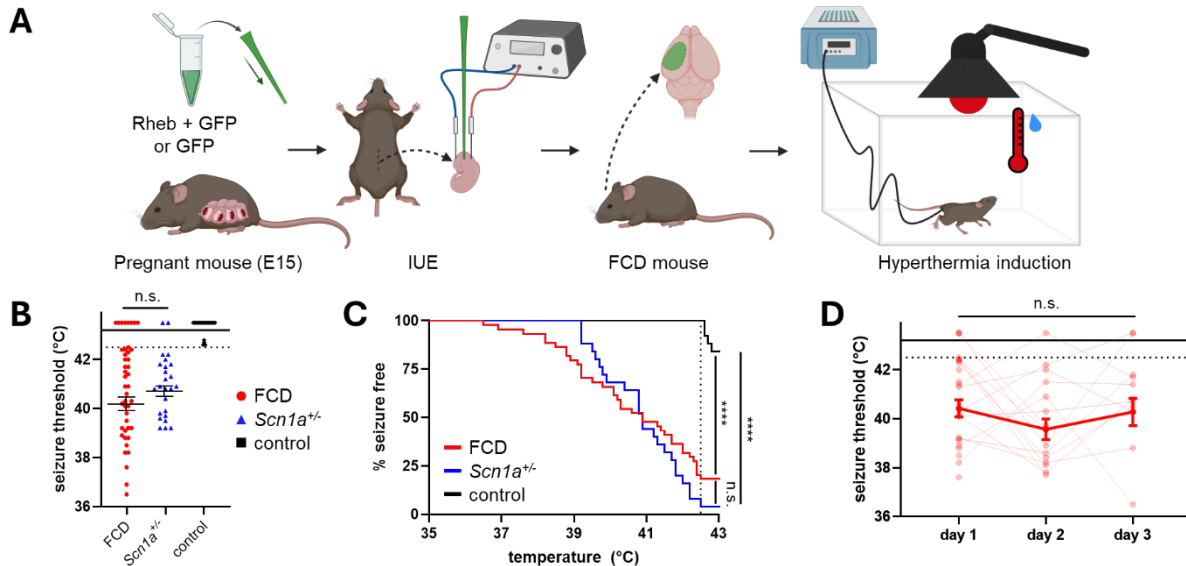 A
Rheb + GFP
or GFP
Pregnant mouse (E15)
IUE
FCD mouse
Hyperthermia induction
B
n.s.
seizure threshold (°C)
42
40
38
36
FCD
Scn1a+/-
control
FCD
Scn1a+/-
control
C
% seizure free
100
75
50
25
0
35
37
39
41
43
temperature (°C)
FCD
Scn1a+/-
control
****
****
n.s.
D
n.s.
seizure threshold (°C)
42
40
38
36
day 1
day 2
day 3